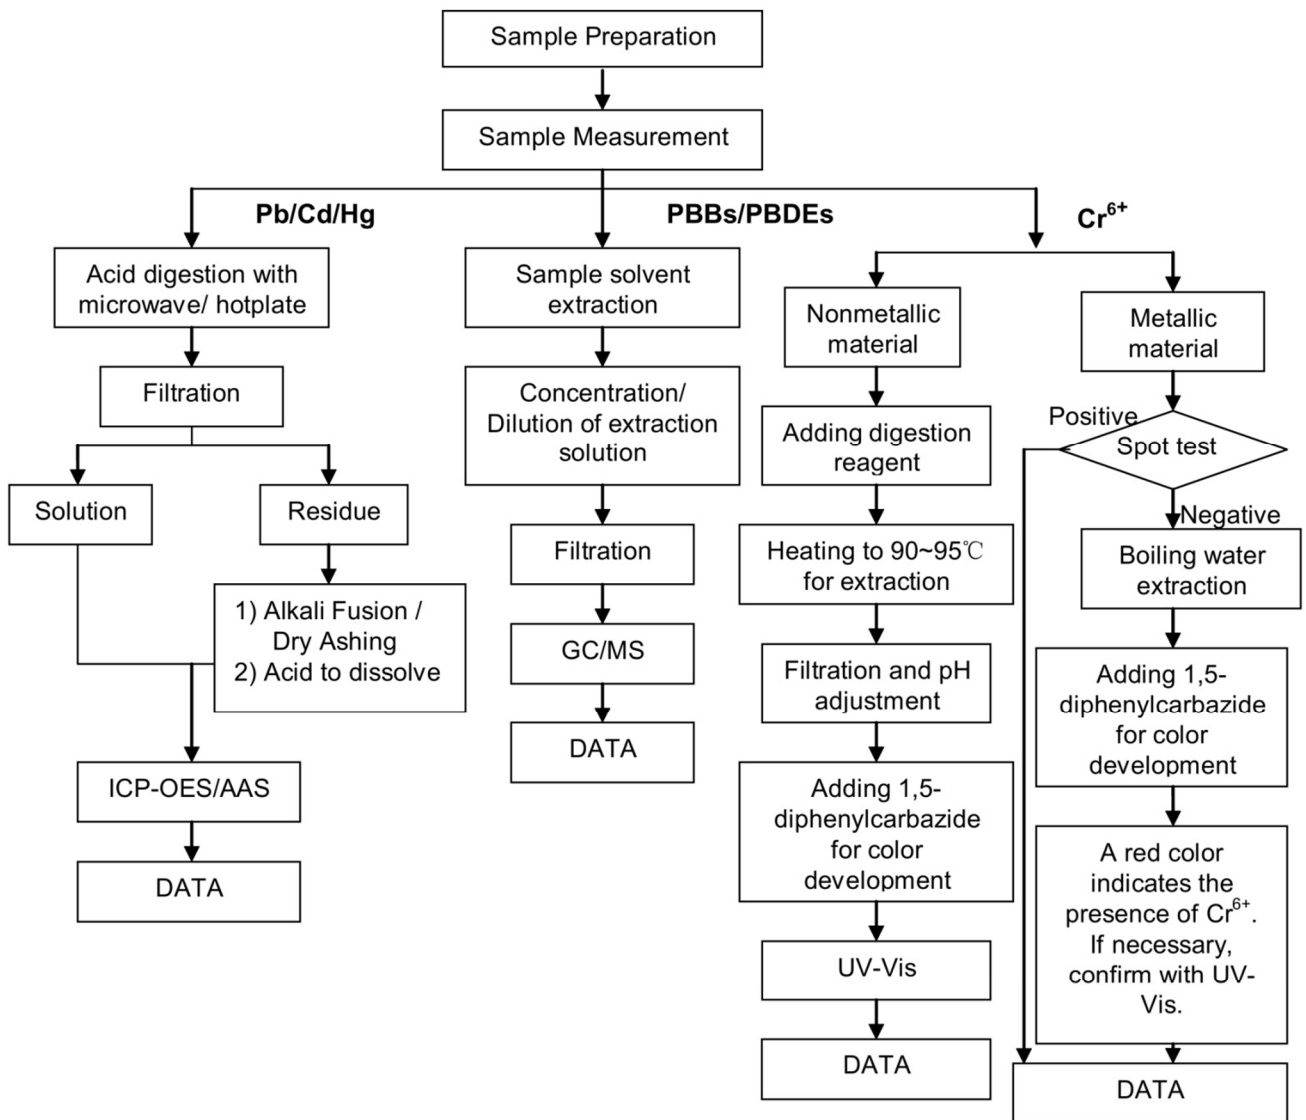 Sample Preparation
Sample Measurement
Pb/Cd/Hg
Acid digestion with
microwave/ hotplate
Filtration
Solution
Residue
1) Alkali Fusion /
Dry Ashing
2) Acid to dissolve
ICP-OES/AAS
DATA
PBBs/PBDEs
Sample solvent
extraction
Concentration/
Dilution of extraction
solution
Filtration
GC/MS
DATA
Cr⁶⁺
Nonmetallic
material
Adding digestion
reagent
Heating to 90~95℃
for extraction
Filtration and pH
adjustment
Adding 1,5-
diphenylcarbazide
for color
development
UV-Vis
DATA
Metallic
material
Positive
Spot test
Negative
Boiling water
extraction
Adding 1,5-
diphenylcarbazide
for color
development
A red color
indicates the
presence of Cr⁶⁺.
If necessary,
confirm with UV-
Vis.
DATA